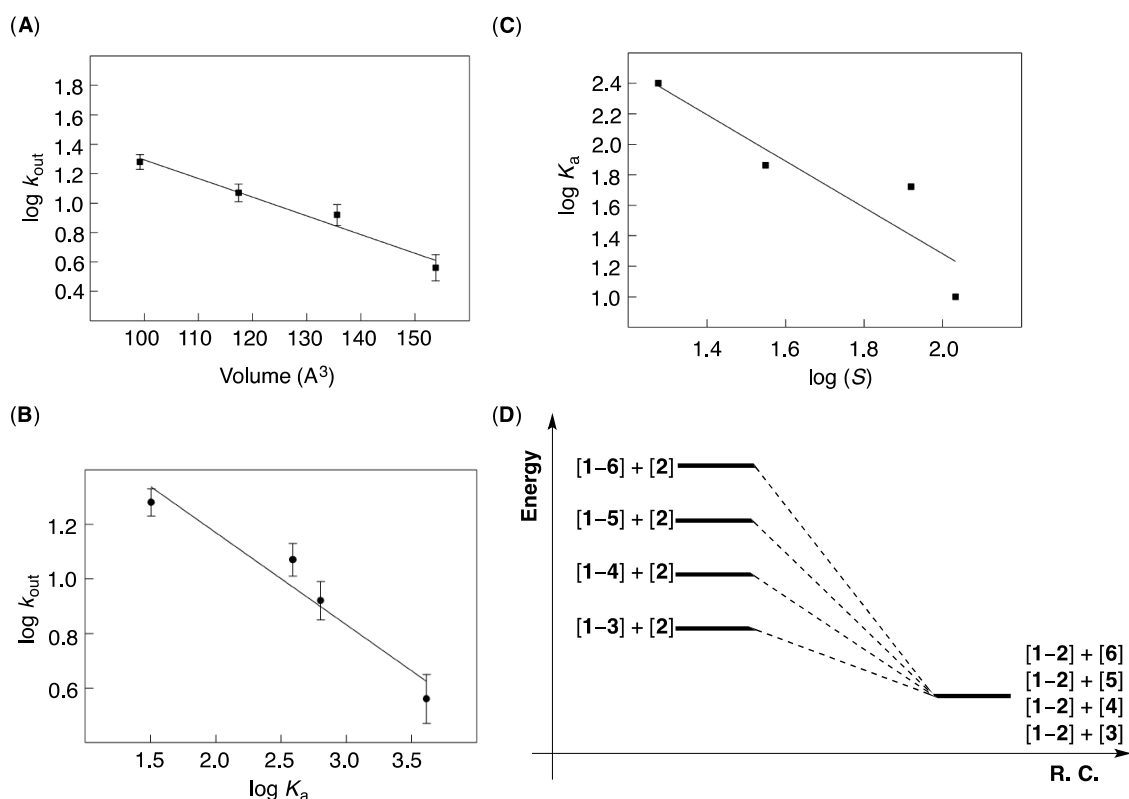 (A)
log kout
1.8
1.6
1.4
1.2
1.0
0.8
0.6
0.4
100 110 120 130 140 150
Volume (A³)
(C)
log Ka
2.4
2.2
2.0
1.8
1.6
1.4
1.2
1.0
1.4 1.6 1.8 2.0
log (S)
(B)
log kout
1.2
1.0
0.8
0.6
1.5 2.0 2.5 3.0 3.5
log Ka
(D)
Energy
[1–6] + [2]
[1–5] + [2]
[1–4] + [2]
[1–3] + [2]
[1–2] + [6]
[1–2] + [5]
[1–2] + [4]
[1–2] + [3]
R. C.